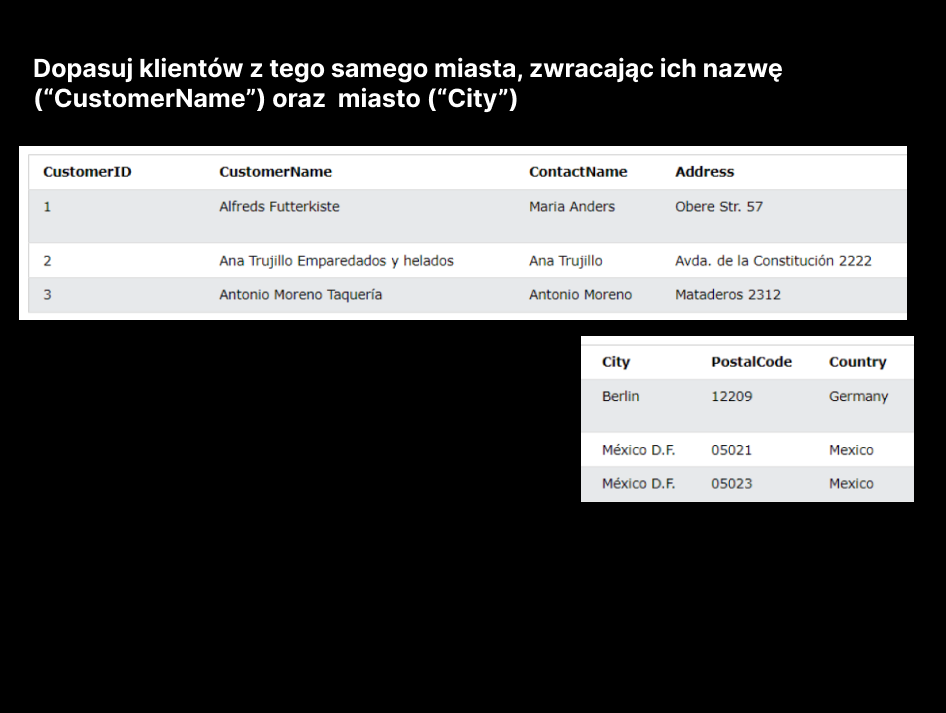 Dopasuj klientów z tego samego miasta, zwracając ich nazwę
(“CustomerName”) oraz miasto (“City”)
CustomerID CustomerName ContactName Address
1 Alfreds Futterkiste Maria Anders Obere Str. 57
2 Ana Trujillo Emparedados y helados Ana Trujillo Avda. de la Constitución 2222
3 Antonio Moreno Taquería Antonio Moreno Mataderos 2312
City PostalCode Country
Berlin 12209 Germany
México D.F. 05021 Mexico
México D.F. 05023 Mexico